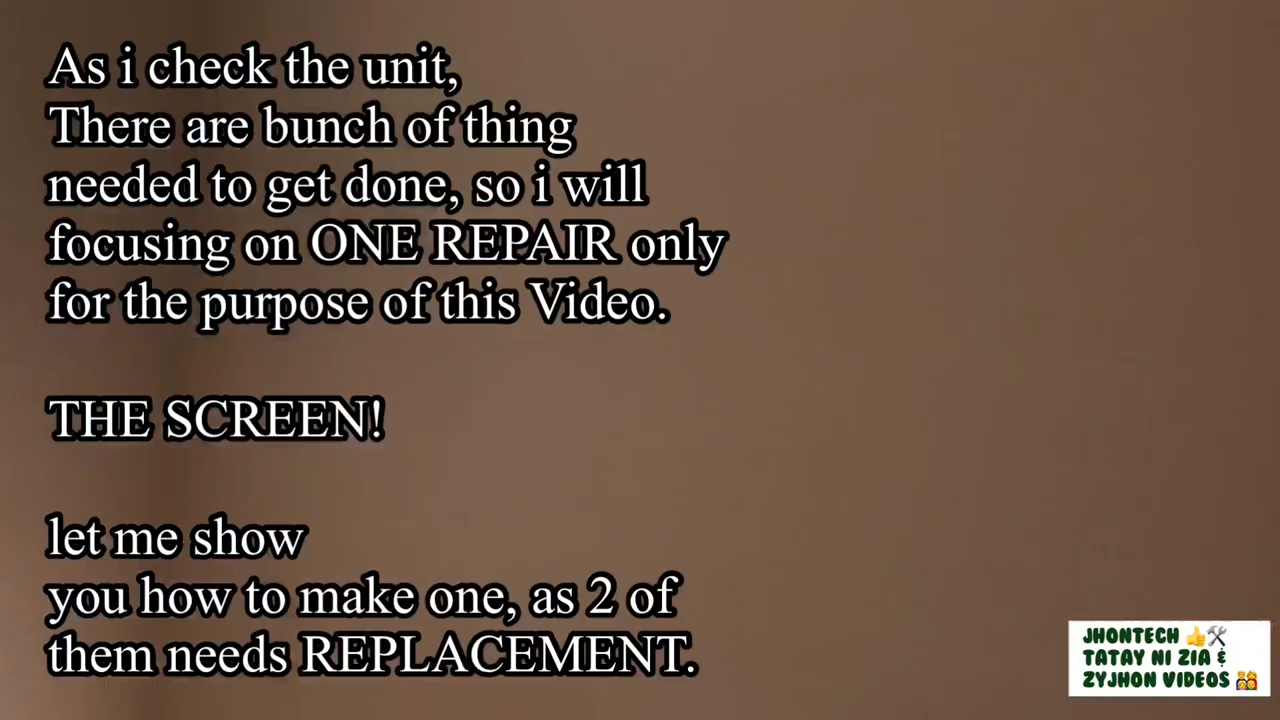 As i check the unit,
There are bunch of thing
needed to get done, so i will
focusing on ONE REPAIR only
for the purpose of this Video.
THE SCREEN!
let me show
you how to make one, as 2 of
them needs REPLACEMENT.
JHONTECH 👍🛠️
TATAY NI ZIA &
ZYJHON VIDEOS 👨‍👩‍👧‍👦